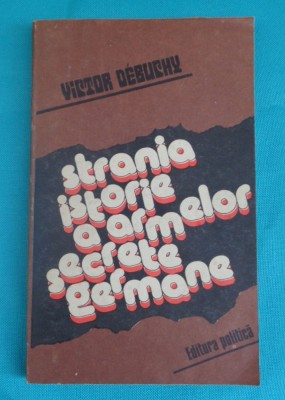 VICTOR DÉBUCHY
strania
istorie
a armelor
secrete
germane
Editura politică